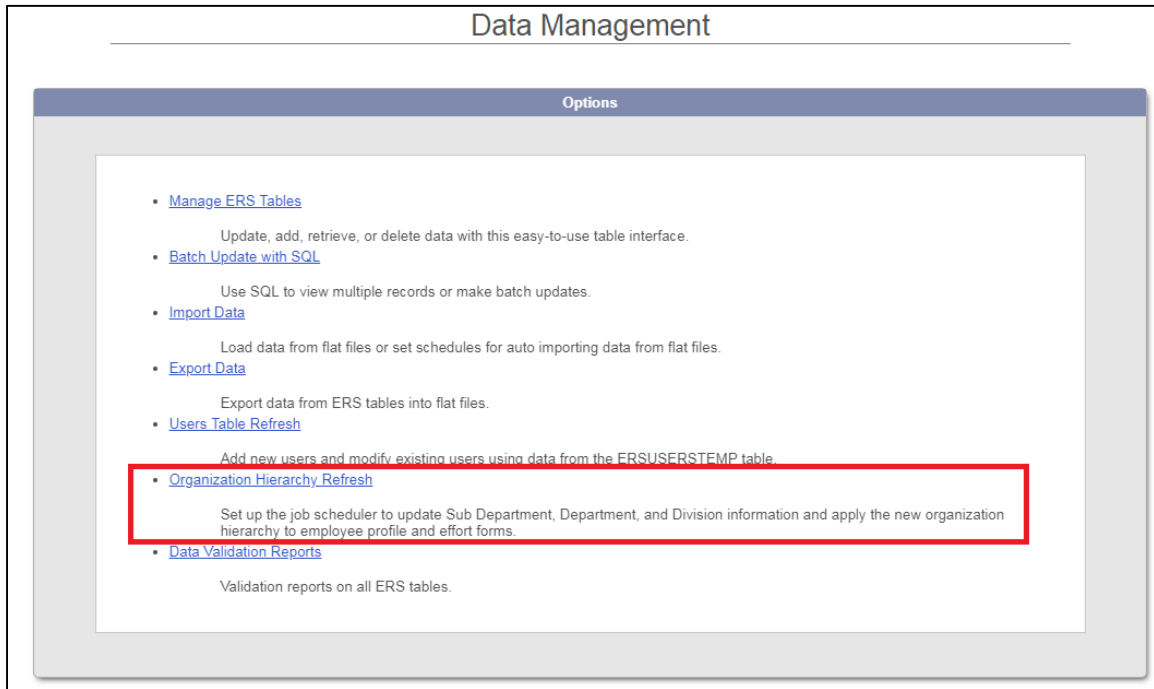 Data Management
Options
Manage ERS Tables
Update, add, retrieve, or delete data with this easy-to-use table interface.
Batch Update with SQL
Use SQL to view multiple records or make batch updates.
Import Data
Load data from flat files or set schedules for auto importing data from flat files.
Export Data
Export data from ERS tables into flat files.
Users Table Refresh
Add new users and modify existing users using data from the ERSUSERSTEMP table.
Organization Hierarchy Refresh
Set up the job scheduler to update Sub Department, Department, and Division information and apply the new organization
hierarchy to employee profile and effort forms.
Data Validation Reports
Validation reports on all ERS tables.